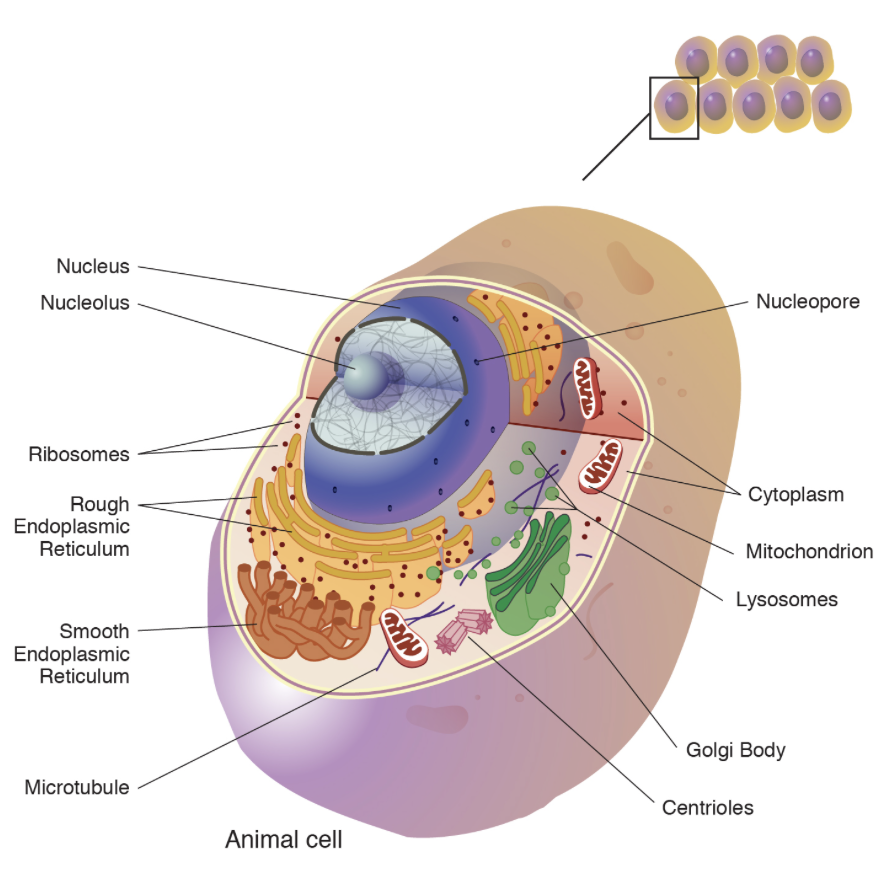 Nucleus
Nucleolus
Nucleopore
Ribosomes
Rough
Endoplasmic
Reticulum
Cytoplasm
Mitochondrion
Lysosomes
Smooth
Endoplasmic
Reticulum
Golgi Body
Microtubule
Centrioles
Animal cell